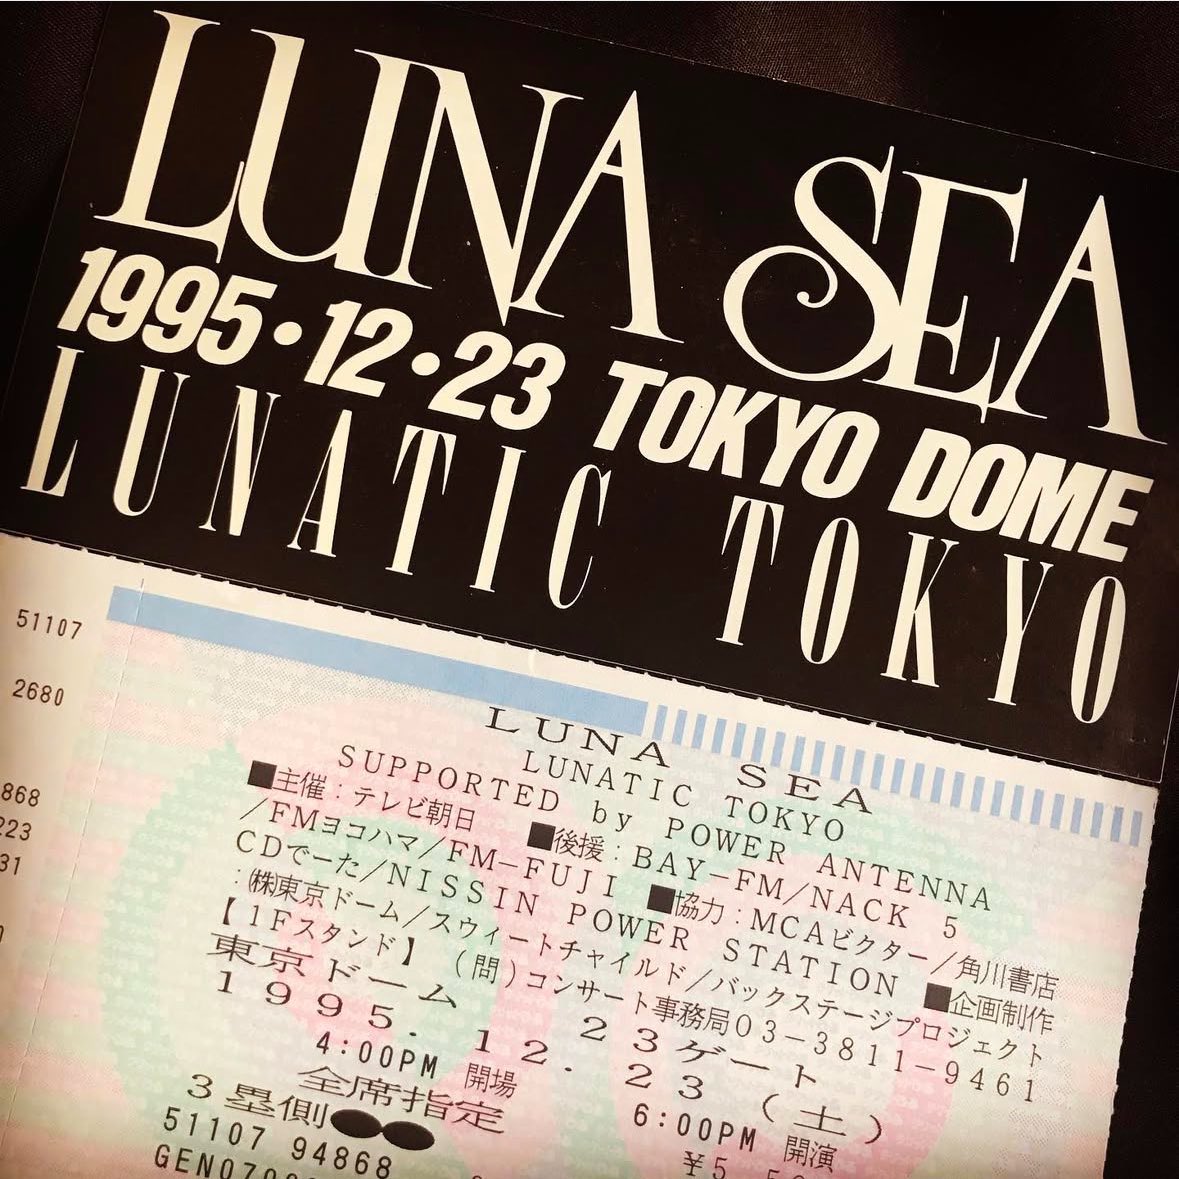 LUNA SEA
1995・12・23 TOKYO DOME
LUNATIC TOKYO
51107
2680
868
223
31
LUNA SEA
LUNATIC TOKYO
SUPPORTED by POWER ANTENNA
■主催:テレビ朝日 ■後援:BAY-FM/NACK 5
/FMヨコハマ/FM-FUJI ■協力:MCAビクター/角川書店
CDでーた/NISSIN POWER STATION ■企画制作
:㈱東京ドーム/スウィートチャイルド/バックステージプロジェクト
【1Fスタンド】 (問)コンサート事務局03-3811-9461
東京ドーム 23ゲート
1995. 12. 23 (土)
4:00PM 開場 6:00PM 開演
全席指定 ¥5
3塁側
51107 94868